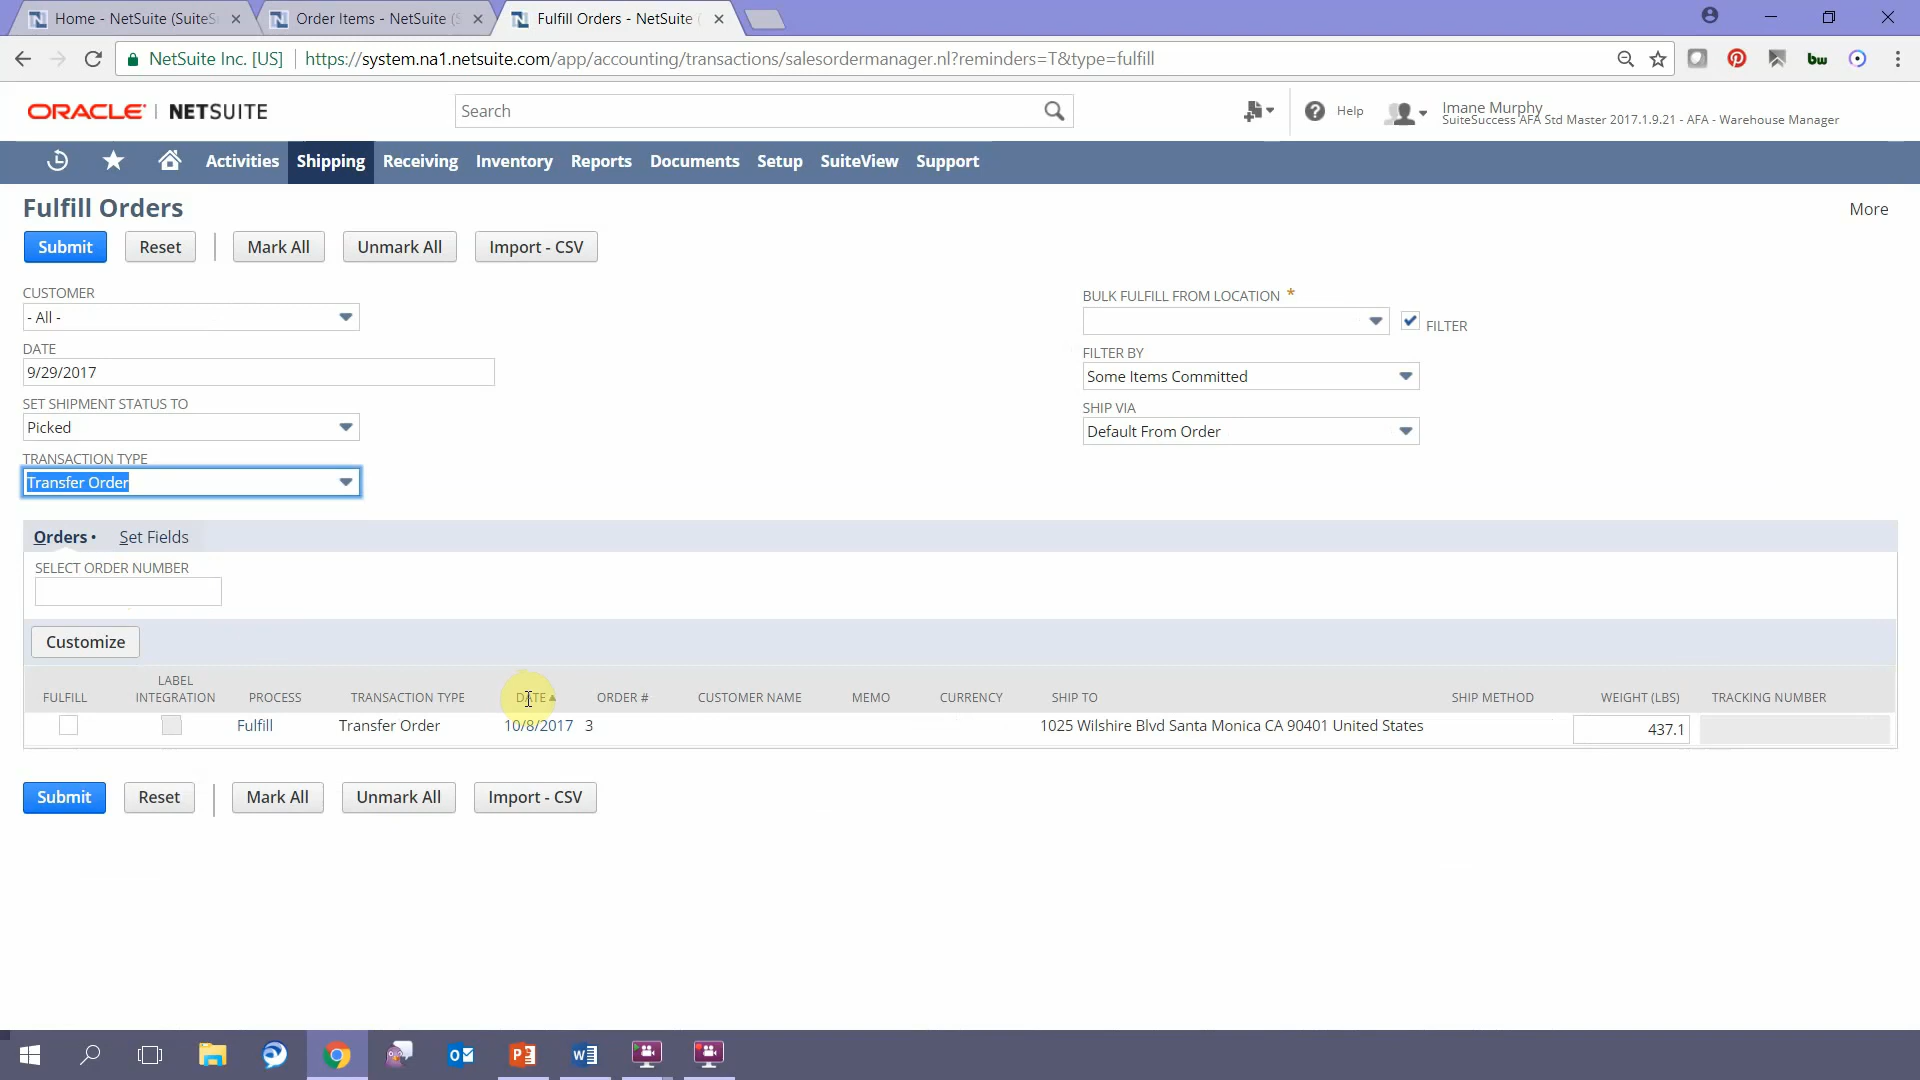 Home - NetSuite (SuiteS
Order Items - NetSuite (S
Fulfill Orders - NetSuite (
NetSuite Inc. [US]
https://system.na1.netsuite.com/app/accounting/transactions/salesordermanager.nl?reminders=T&type=fulfill
bw
ORACLE | NETSUITE
Search
Help
Imane Murphy
SuiteSuccess AFA Std Master 2017.1.9.21 - AFA - Warehouse Manager
Activities Shipping Receiving Inventory Reports Documents Setup SuiteView Support
Fulfill Orders
More
Submit Reset Mark All Unmark All Import - CSV
CUSTOMER
- All -
DATE
9/29/2017
SET SHIPMENT STATUS TO
Picked
TRANSACTION TYPE
Transfer Order
BULK FULFILL FROM LOCATION *
FILTER
FILTER BY
Some Items Committed
SHIP VIA
Default From Order
Orders • Set Fields
SELECT ORDER NUMBER
Customize
FULFILL LABEL INTEGRATION PROCESS TRANSACTION TYPE DATE ORDER # CUSTOMER NAME MEMO CURRENCY SHIP TO SHIP METHOD WEIGHT (LBS) TRACKING NUMBER
Fulfill Transfer Order 10/8/2017 3 1025 Wilshire Blvd Santa Monica CA 90401 United States 437.1
Submit Reset Mark All Unmark All Import - CSV